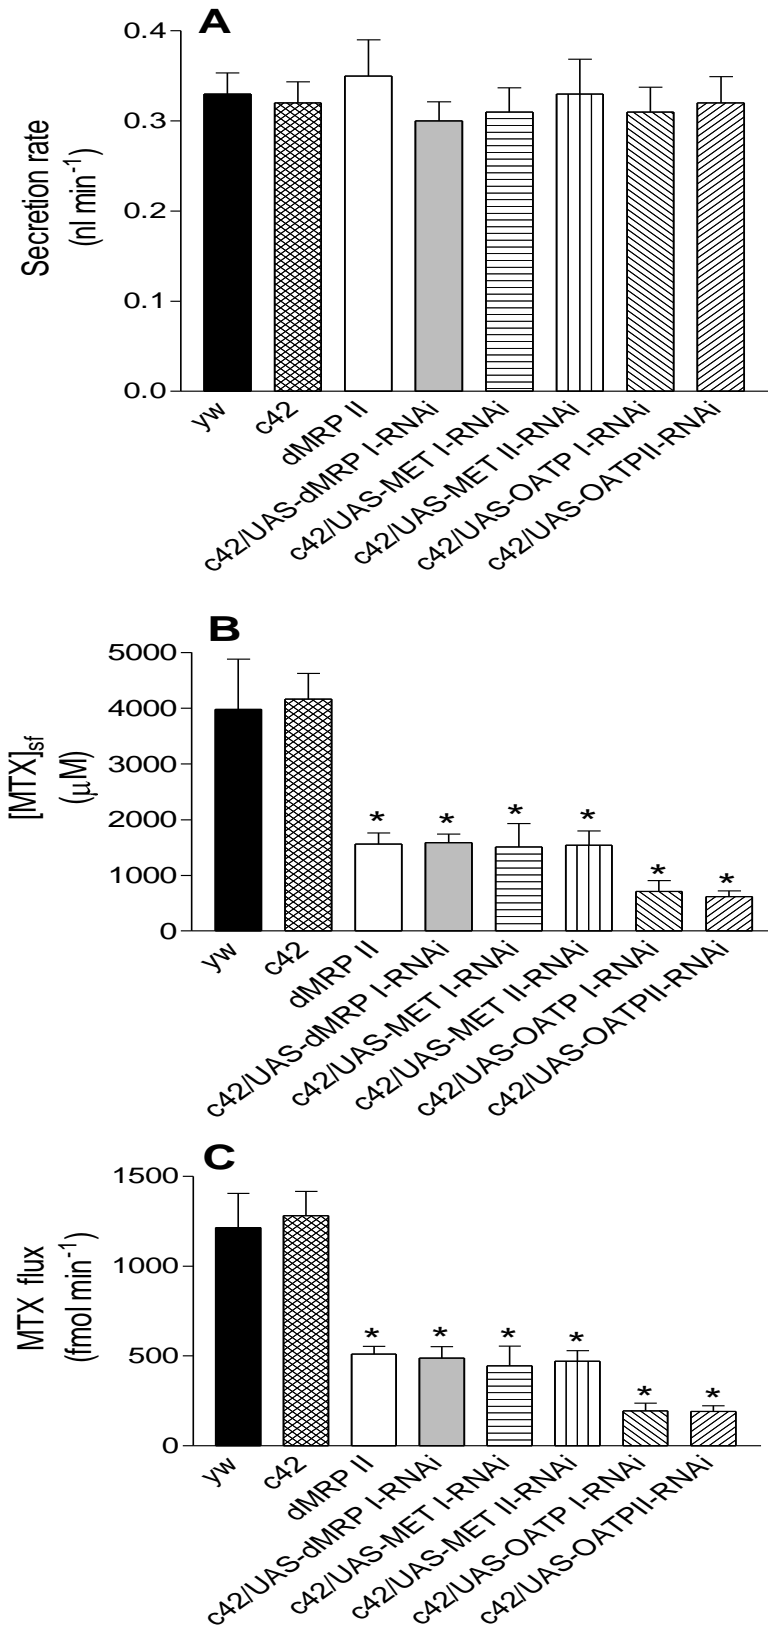 A
Secretion rate
(nl min-1)
0.4
0.3
0.2
0.1
0.0
yw
c42
dMRP II
c42/UAS-dMRP I-RNAi
c42/UAS-MET I-RNAi
c42/UAS-MET II-RNAi
c42/UAS-OATP I-RNAi
c42/UAS-OATPII-RNAi
B
[MTX]sf
(μM)
5000
4000
3000
2000
1000
0
* * * * * *
yw
c42
dMRP II
c42/UAS-dMRP I-RNAi
c42/UAS-MET I-RNAi
c42/UAS-MET II-RNAi
c42/UAS-OATP I-RNAi
c42/UAS-OATPII-RNAi
C
MTX flux
(fmol min-1)
1500
1000
500
0
* * * * * *
yw
c42
dMRP II
c42/UAS-dMRP I-RNAi
c42/UAS-MET I-RNAi
c42/UAS-MET II-RNAi
c42/UAS-OATP I-RNAi
c42/UAS-OATPII-RNAi